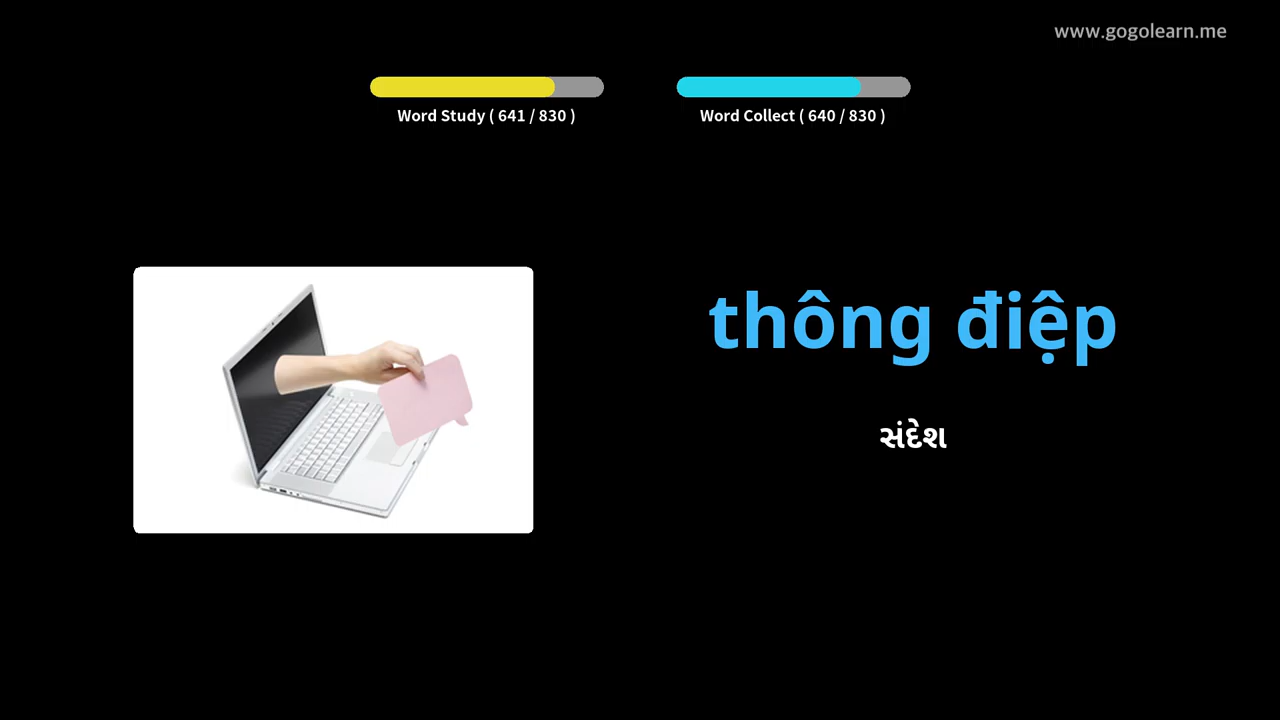 www.gogolearn.me
Word Study ( 641 / 830 )
Word Collect ( 640 / 830 )
thông điệp
સંદેશ